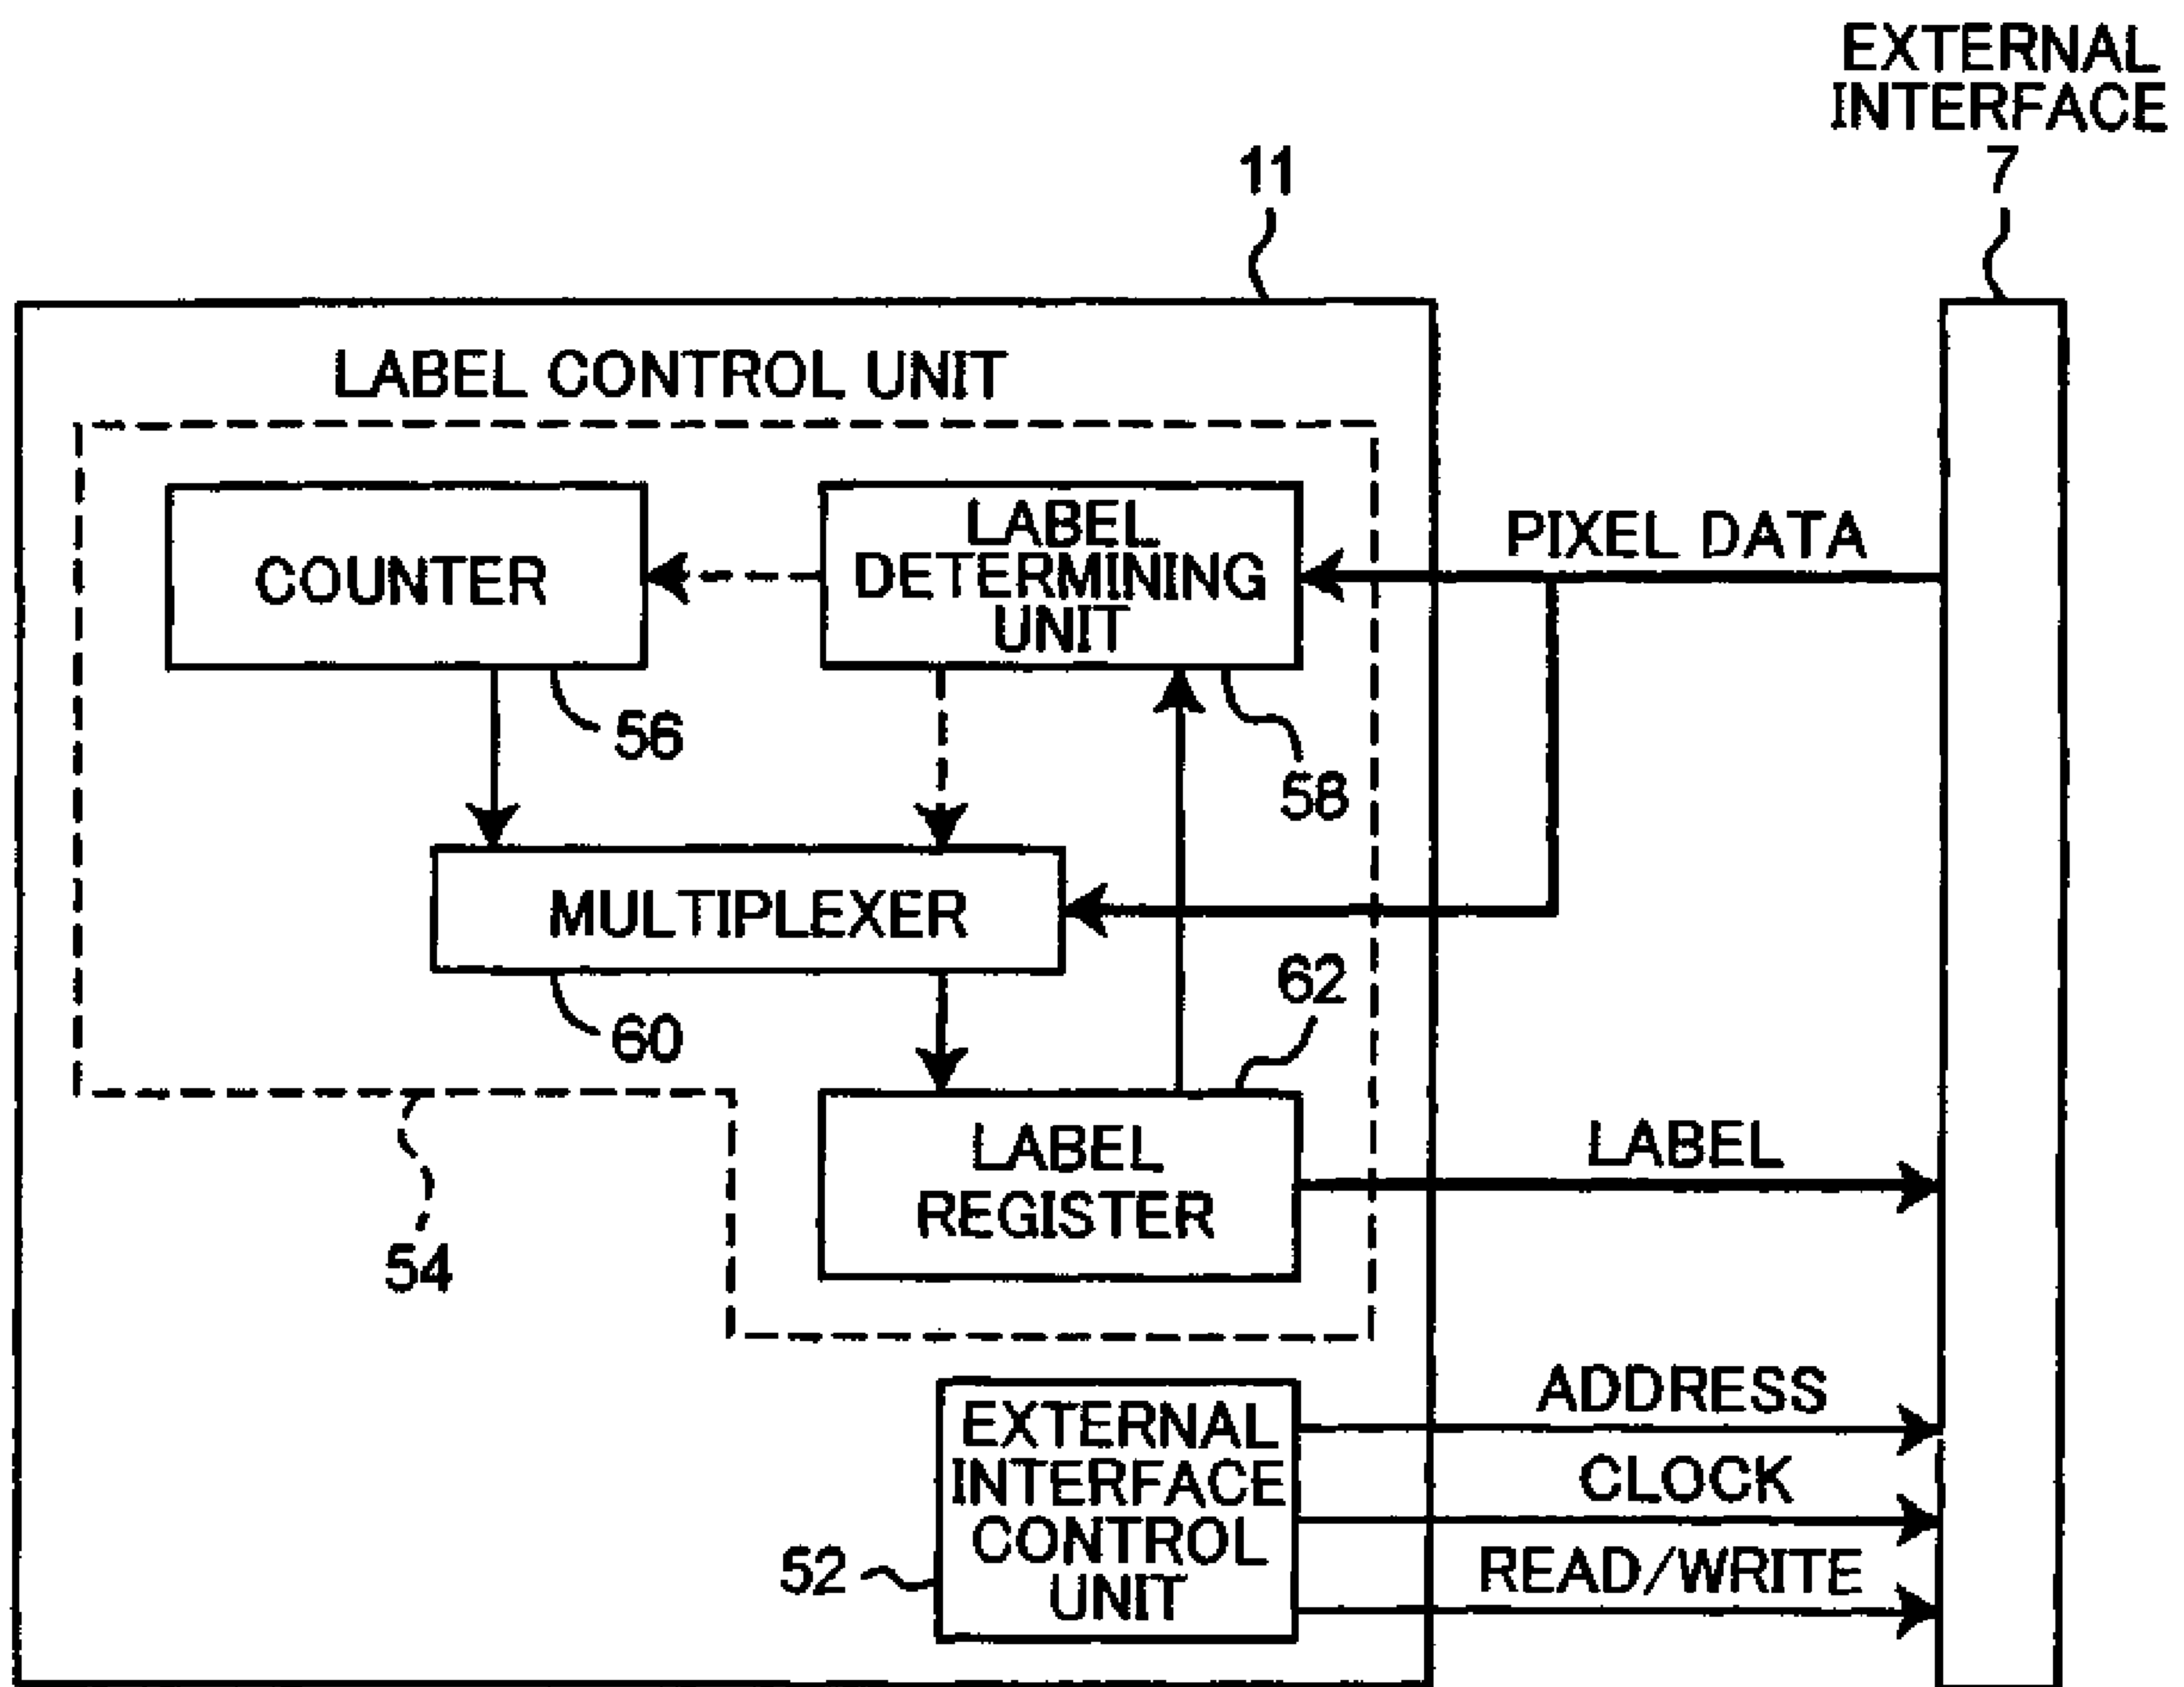 EXTERNAL
INTERFACE
7
11
LABEL CONTROL UNIT
COUNTER
LABEL
DETERMINING
UNIT
PIXEL DATA
56
58
MULTIPLEXER
60
62
LABEL
REGISTER
LABEL
54
EXTERNAL
INTERFACE
CONTROL
UNIT
52
ADDRESS
CLOCK
READ/WRITE